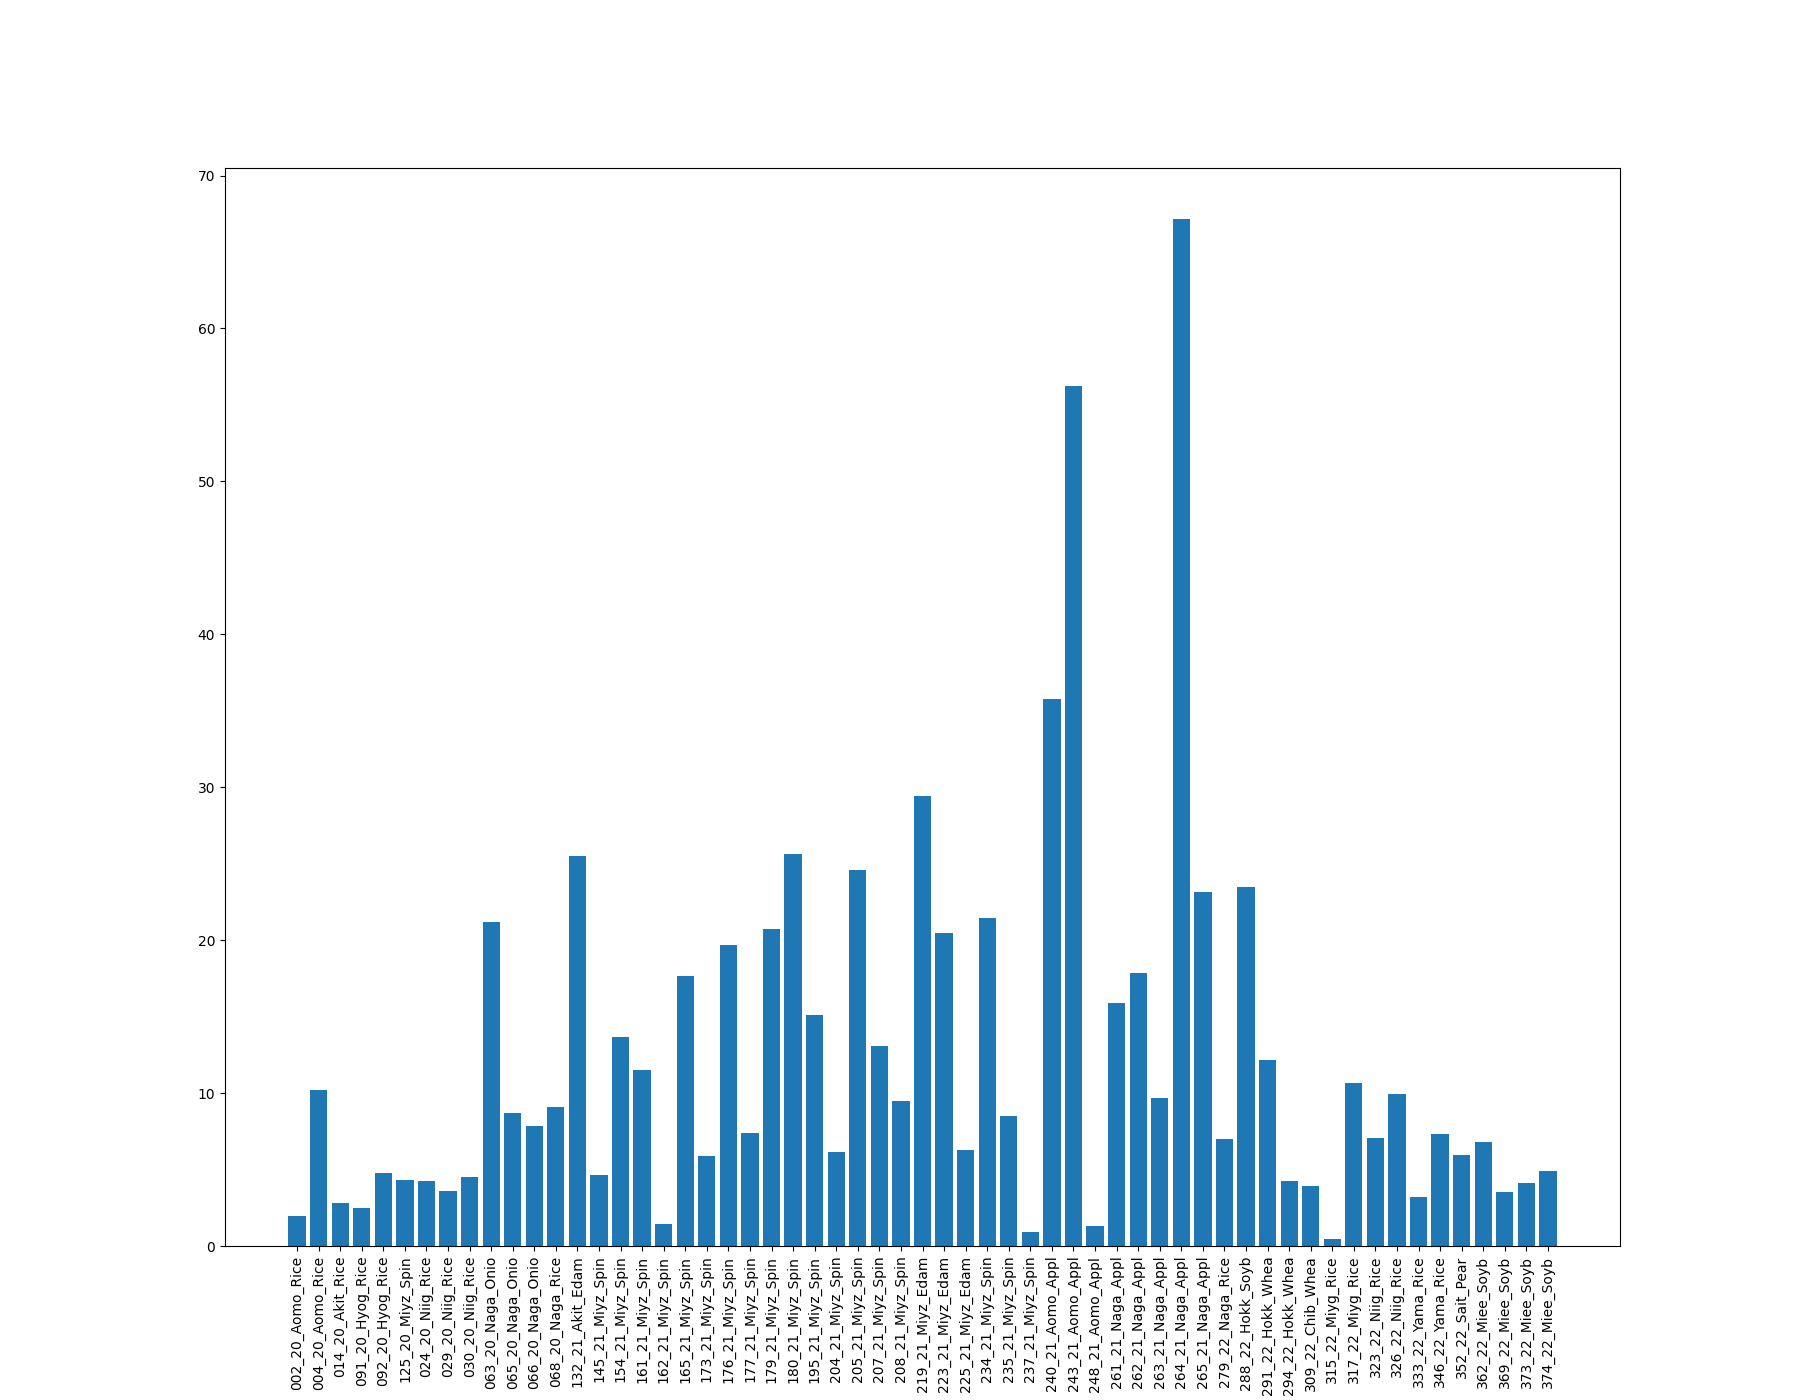 70
60
50
40
30
20
10
0
002_20_Aomo_Rice
004_20_Aomo_Rice
014_20_Akit_Rice
091_20_Hyog_Rice
092_20_Hyog_Rice
125_20_Miyz_Spin
024_20_Niig_Rice
029_20_Niig_Rice
030_20_Niig_Rice
063_20_Naga_Onio
065_20_Naga_Onio
066_20_Naga_Onio
068_20_Naga_Rice
132_21_Akit_Edam
145_21_Miyz_Spin
154_21_Miyz_Spin
161_21_Miyz_Spin
162_21_Miyz_Spin
165_21_Miyz_Spin
173_21_Miyz_Spin
176_21_Miyz_Spin
177_21_Miyz_Spin
179_21_Miyz_Spin
180_21_Miyz_Spin
195_21_Miyz_Spin
204_21_Miyz_Spin
205_21_Miyz_Spin
207_21_Miyz_Spin
208_21_Miyz_Spin
219_21_Miyz_Edam
223_21_Miyz_Edam
225_21_Miyz_Edam
234_21_Miyz_Spin
235_21_Miyz_Spin
237_21_Miyz_Spin
240_21_Aomo_Appl
243_21_Aomo_Appl
248_21_Aomo_Appl
261_21_Naga_Appl
262_21_Naga_Appl
263_21_Naga_Appl
264_21_Naga_Appl
265_21_Naga_Appl
279_22_Naga_Rice
288_22_Hokk_Soyb
291_22_Hokk_Whea
294_22_Hokk_Whea
309_22_Chib_Whea
315_22_Miyg_Rice
317_22_Miyg_Rice
323_22_Niig_Rice
326_22_Niig_Rice
333_22_Yama_Rice
346_22_Yama_Rice
352_22_Sait_Pear
362_22_Miee_Soyb
369_22_Miee_Soyb
373_22_Miee_Soyb
374_22_Miee_Soyb